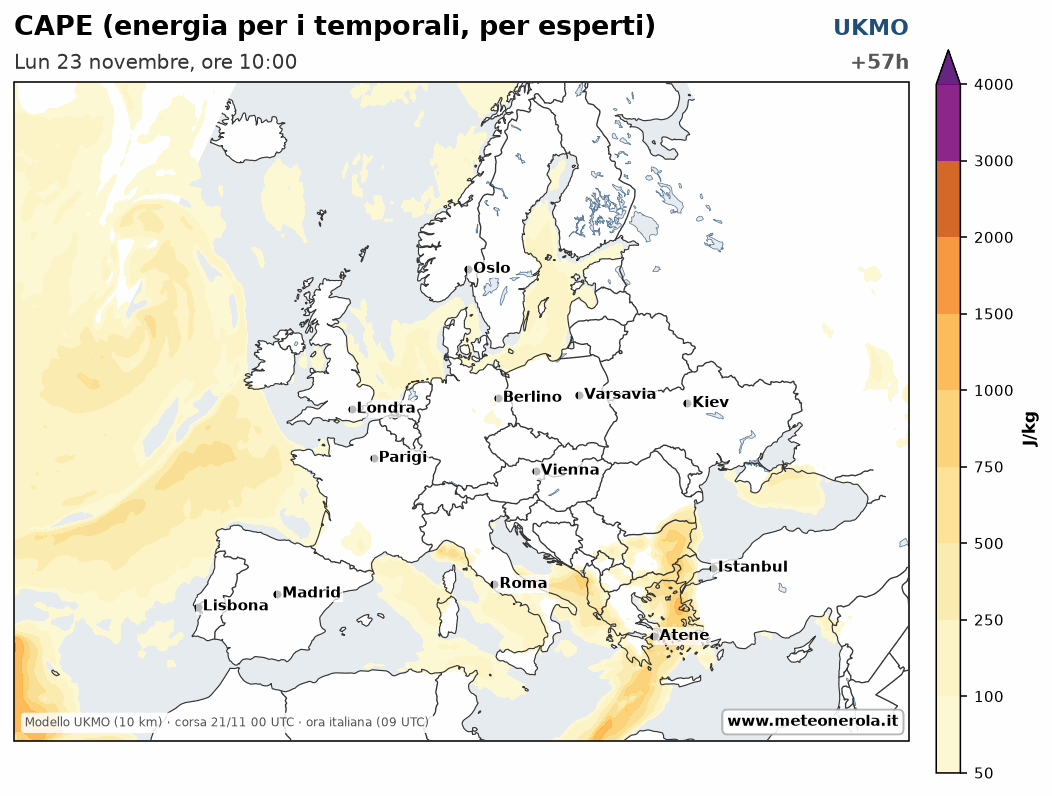 CAPE (energia per i temporali, per esperti)
UKMO
Lun 23 novembre, ore 10:00
+57h
4000
3000
2000
1500
1000
750
500
250
100
50
J/kg
Oslo
Londra
Berlino
Varsavia
Kiev
Parigi
Vienna
Istanbul
Roma
Madrid
Lisbona
Atene
Modello UKMO (10 km) · corsa 21/11 00 UTC · ora italiana (09 UTC)
www.meteonerola.it